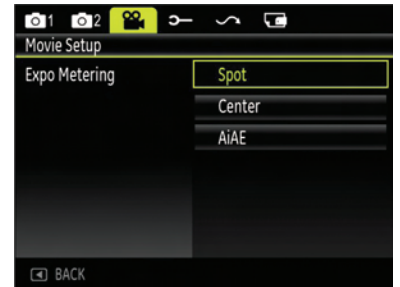 1 2
Movie Setup
Expo Metering
Spot
Center
AiAE
BACK